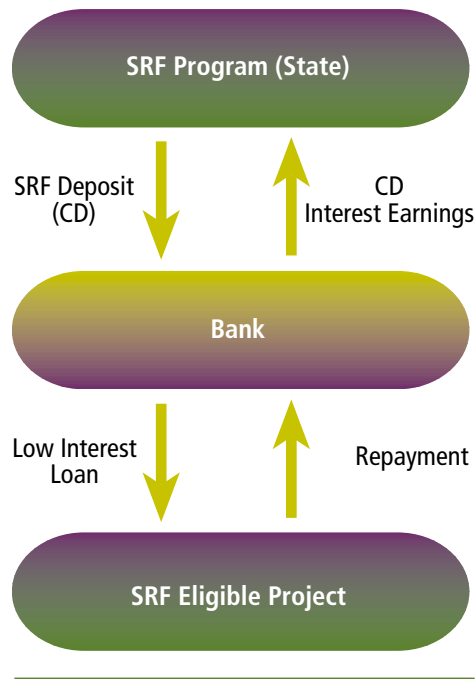 SRF Program (State)
SRF Deposit
(CD)
CD
Interest Earnings
Bank
Low Interest
Loan
Repayment
SRF Eligible Project